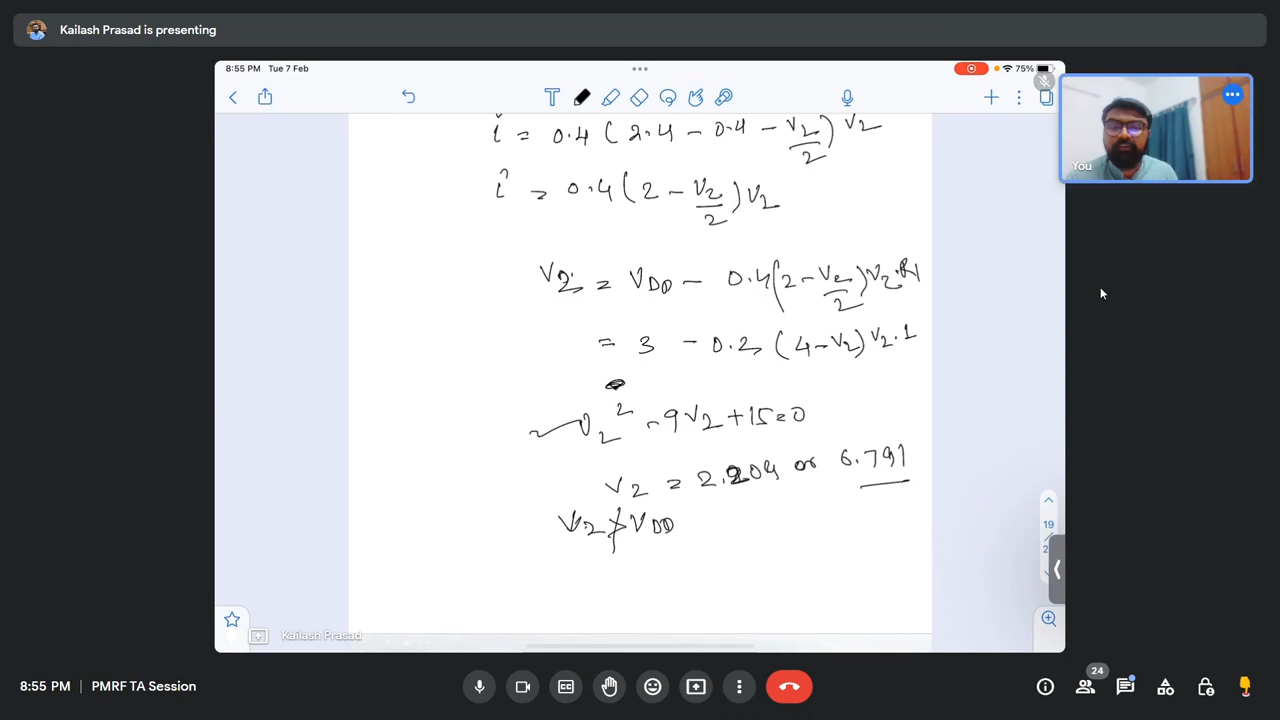 Kailash Prasad is presenting
8:55 PM Tue 7 Feb
75%
i = 0.4 ( 2.4 - 0.4 - V2/2 ) V2
i = 0.4 ( 2 - V2/2 ) V2
V2 = VDD - 0.4 ( 2 - V2/2 ) V2 . R1
= 3 - 0.2 ( 4 - V2 ) V2 . 1
V2² - 9V2 + 15 = 0
V2 = 2.204 or 6.791
V2 ≯ VDD
You
19
2
Kailash Prasad
8:55 PM | PMRF TA Session
24